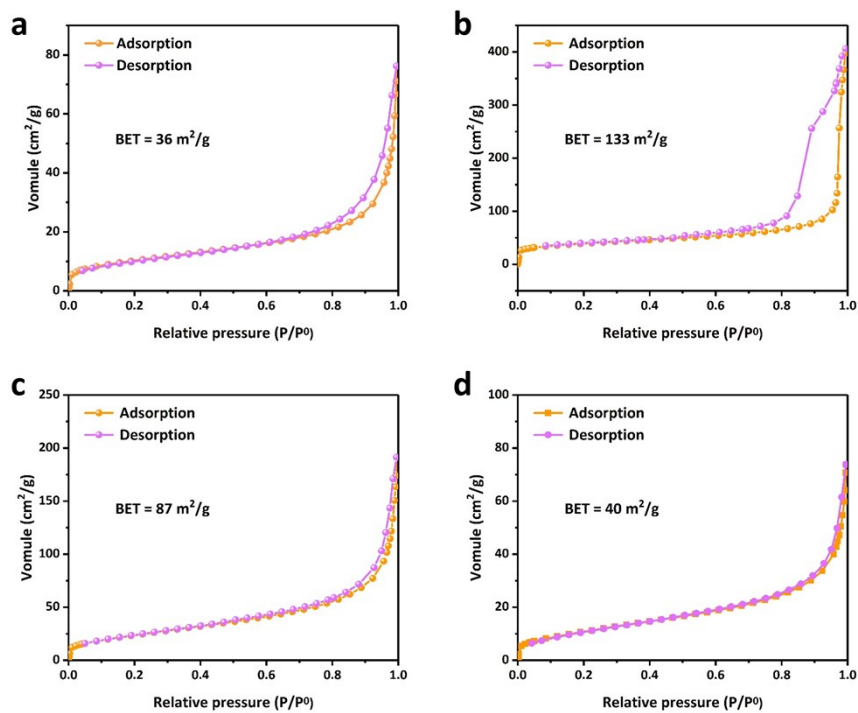 a
80
60
40
20
0
Vomule (cm²/g)
Adsorption
Desorption
BET = 36 m²/g
0.0 0.2 0.4 0.6 0.8 1.0
Relative pressure (P/P⁰)
b
400
300
200
100
0
Vomule (cm²/g)
Adsorption
Desorption
BET = 133 m²/g
0.0 0.2 0.4 0.6 0.8 1.0
Relative pressure (P/P⁰)
c
250
200
150
100
50
0
Vomule (cm²/g)
Adsorption
Desorption
BET = 87 m²/g
0.0 0.2 0.4 0.6 0.8 1.0
Relative pressure (P/P⁰)
d
100
80
60
40
20
0
Vomule (cm²/g)
Adsorption
Desorption
BET = 40 m²/g
0.0 0.2 0.4 0.6 0.8 1.0
Relative pressure (P/P⁰)